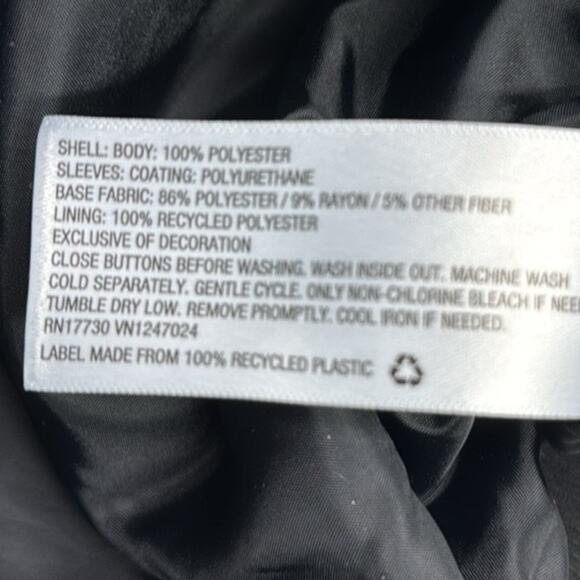 SHELL: BODY: 100% POLYESTER
SLEEVES: COATING: POLYURETHANE
BASE FABRIC: 86% POLYESTER / 9% RAYON / 5% OTHER FIBER
LINING: 100% RECYCLED POLYESTER
EXCLUSIVE OF DECORATION
CLOSE BUTTONS BEFORE WASHING. WASH INSIDE OUT. MACHINE WASH
COLD SEPARATELY. GENTLE CYCLE. ONLY NON-CHLORINE BLEACH IF NEE
TUMBLE DRY LOW. REMOVE PROMPTLY. COOL IRON IF NEEDED.
RN17730 VN1247024
LABEL MADE FROM 100% RECYCLED PLASTIC